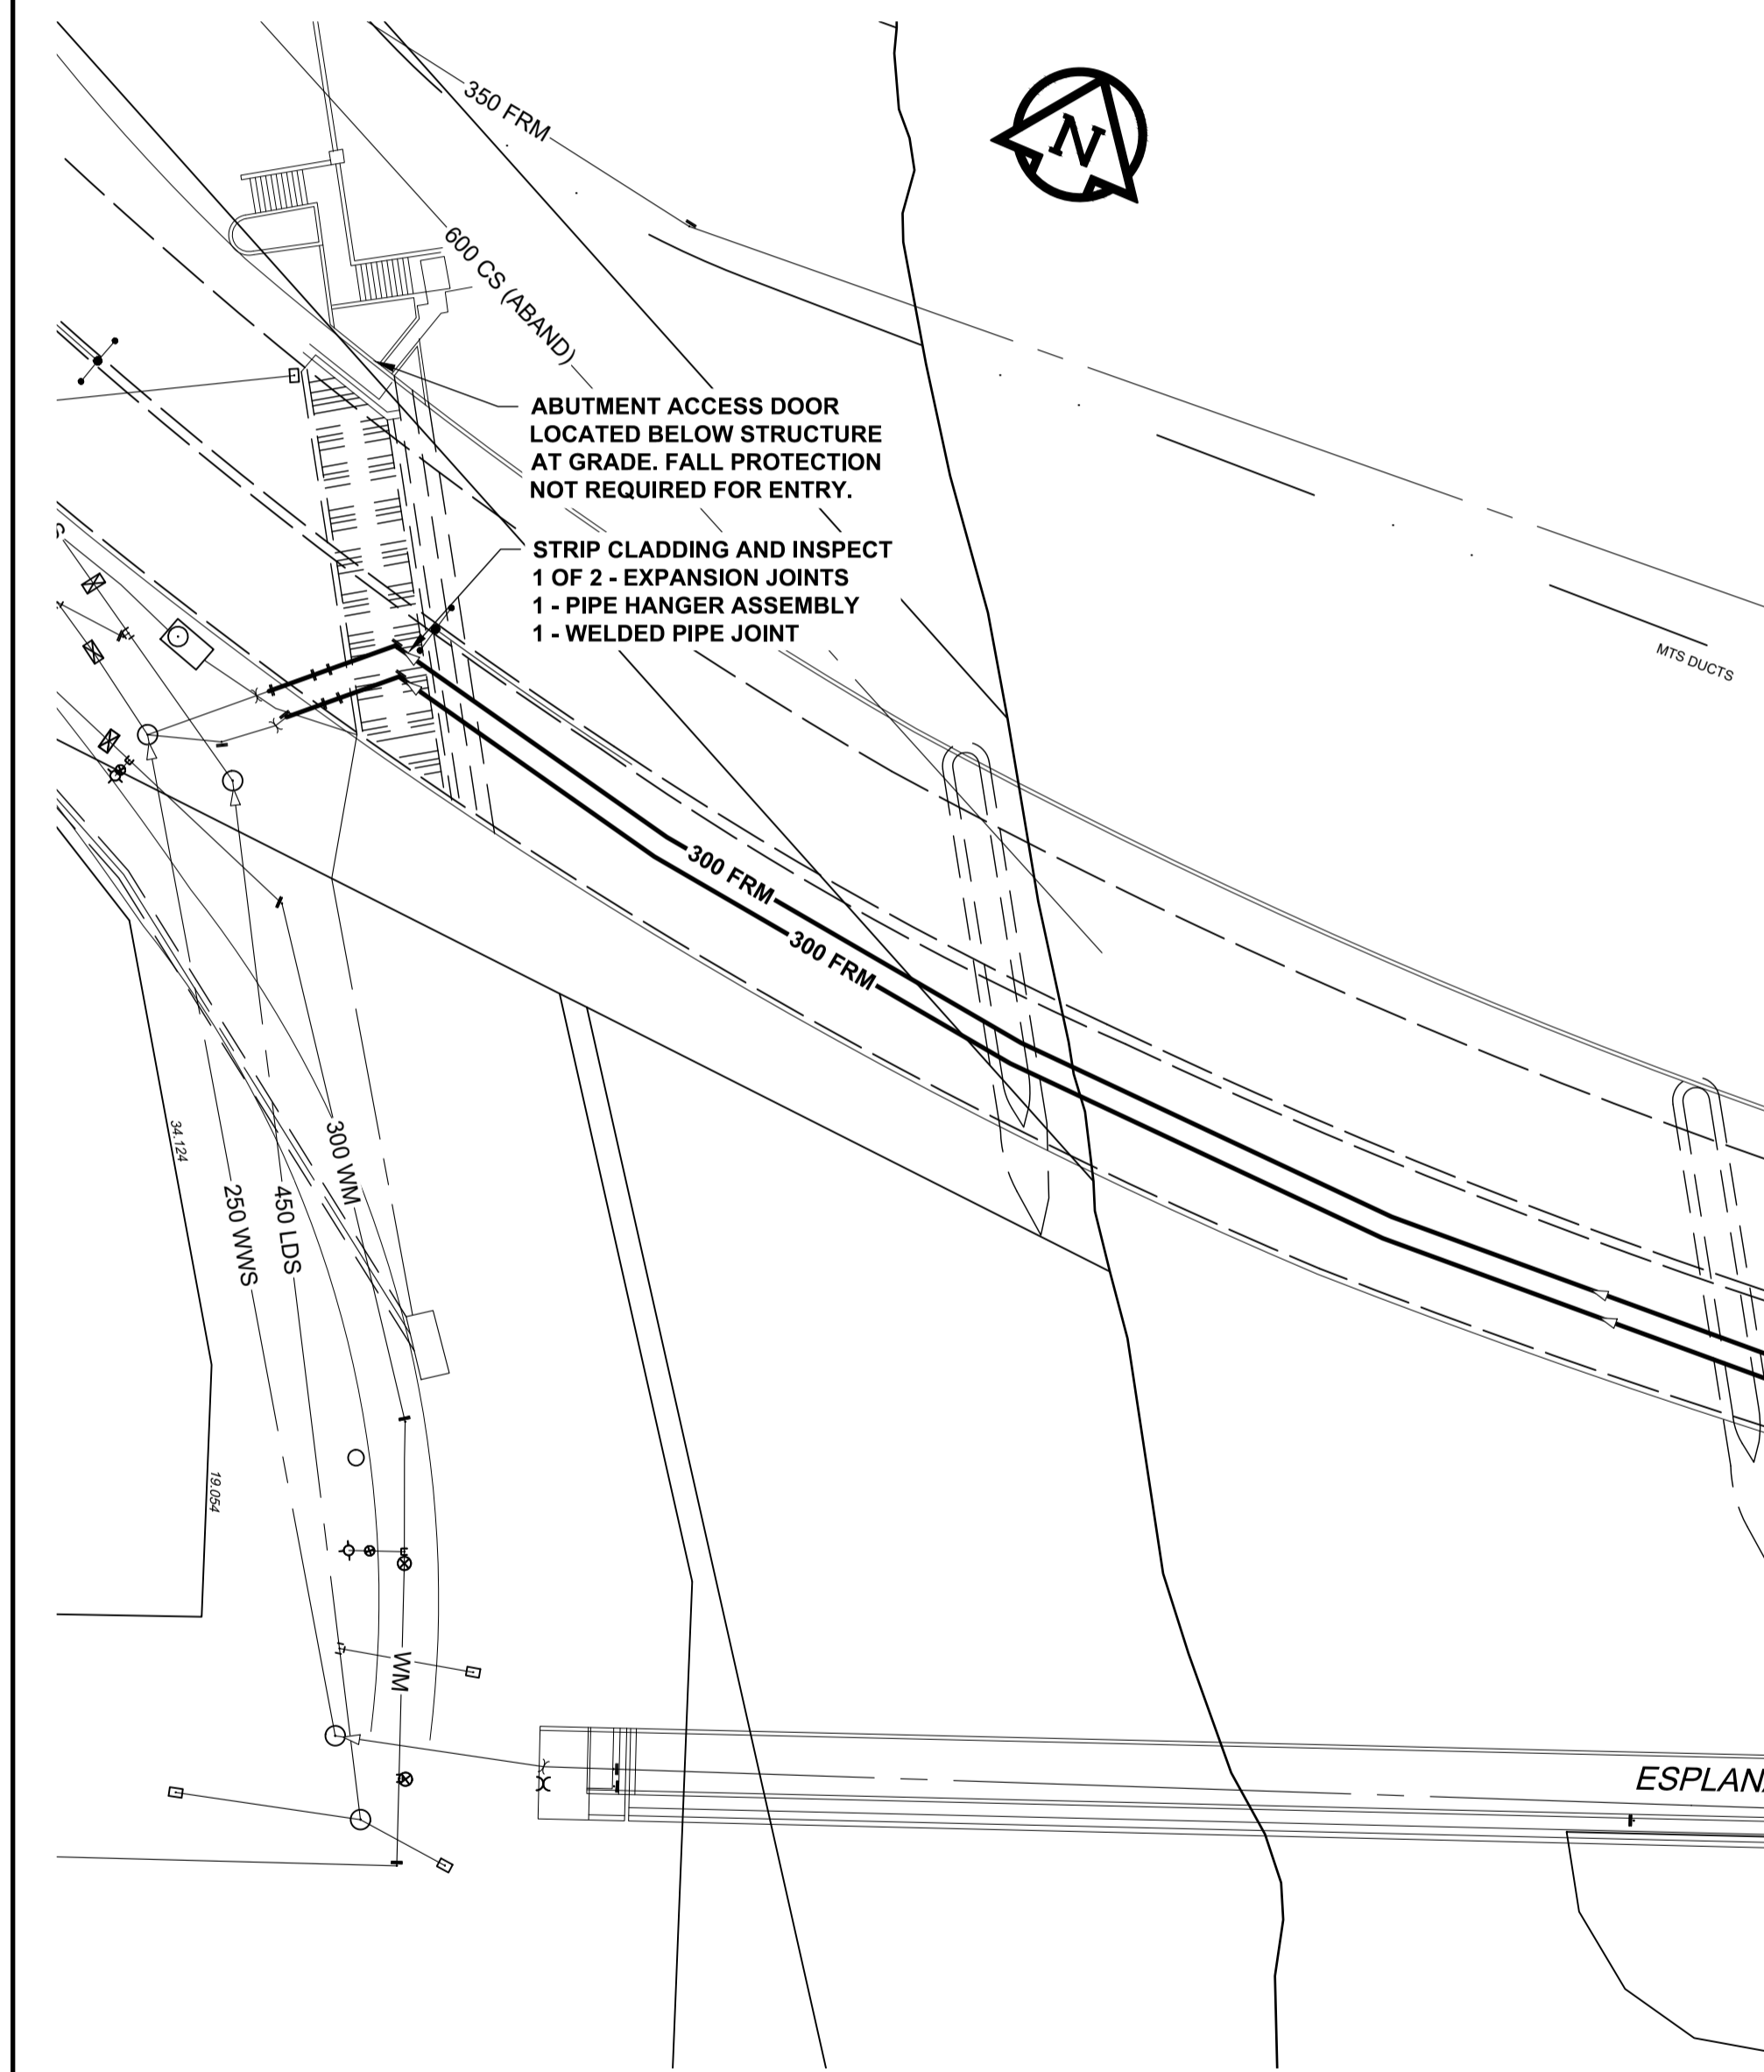 350 FRM
N
600 CS (ABAND)
ABUTMENT ACCESS DOOR
LOCATED BELOW STRUCTURE
AT GRADE. FALL PROTECTION
NOT REQUIRED FOR ENTRY.
STRIP CLADDING AND INSPECT
1 OF 2 - EXPANSION JOINTS
1 - PIPE HANGER ASSEMBLY
1 - WELDED PIPE JOINT
MTS DUCTS
300 FRM
300 FRM
34.124
300 WM
250 WWS
450 LDS
19.054
WM